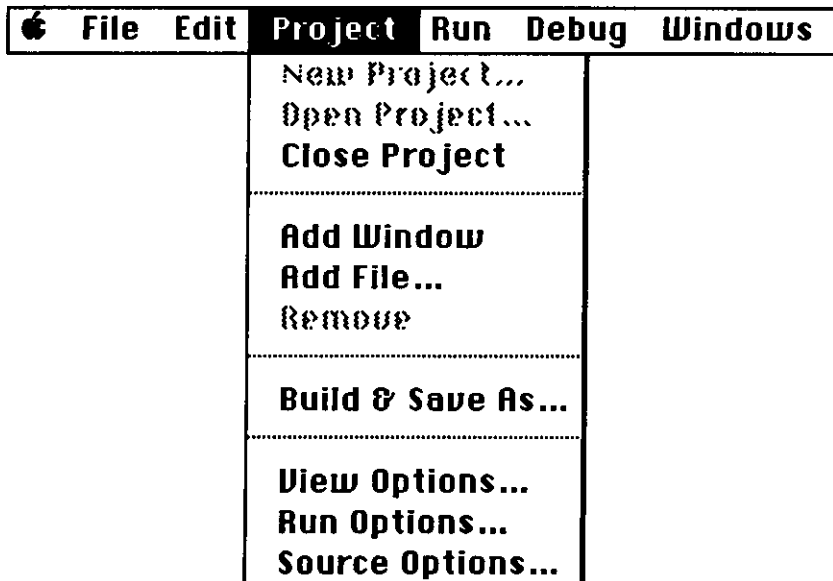 File Edit Project Run Debug Windows
New Project...
Open Project...
Close Project
Add Window
Add File...
Remove
Build & Save As...
View Options...
Run Options...
Source Options...